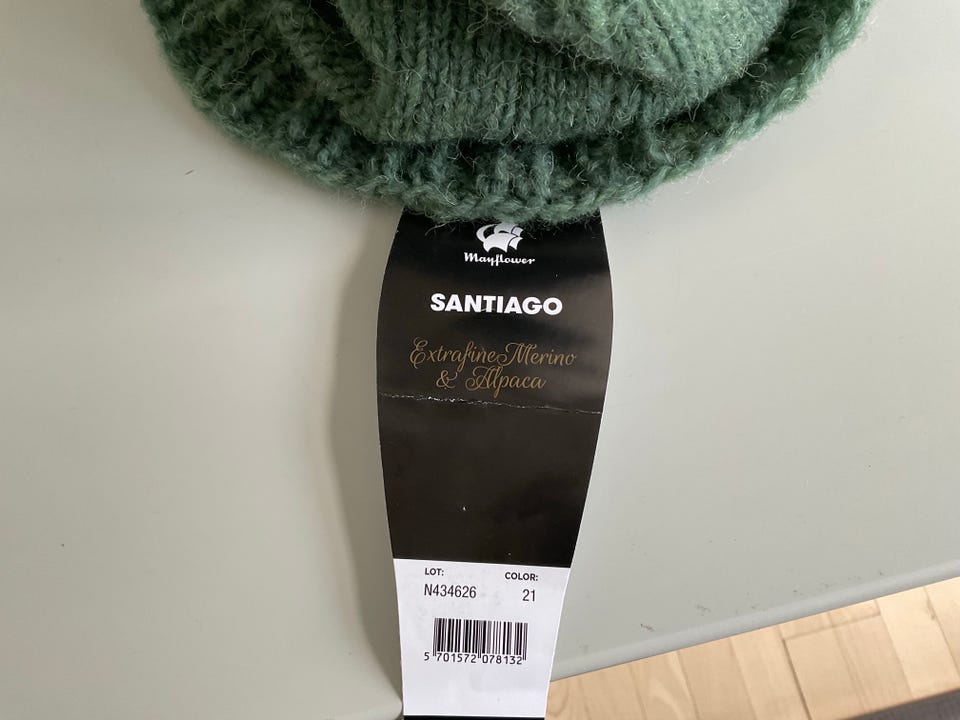 Mayflower
SANTIAGO
Extrafine Merino
& Alpaca
LOT: COLOR:
N434626 21
5 701572 078132